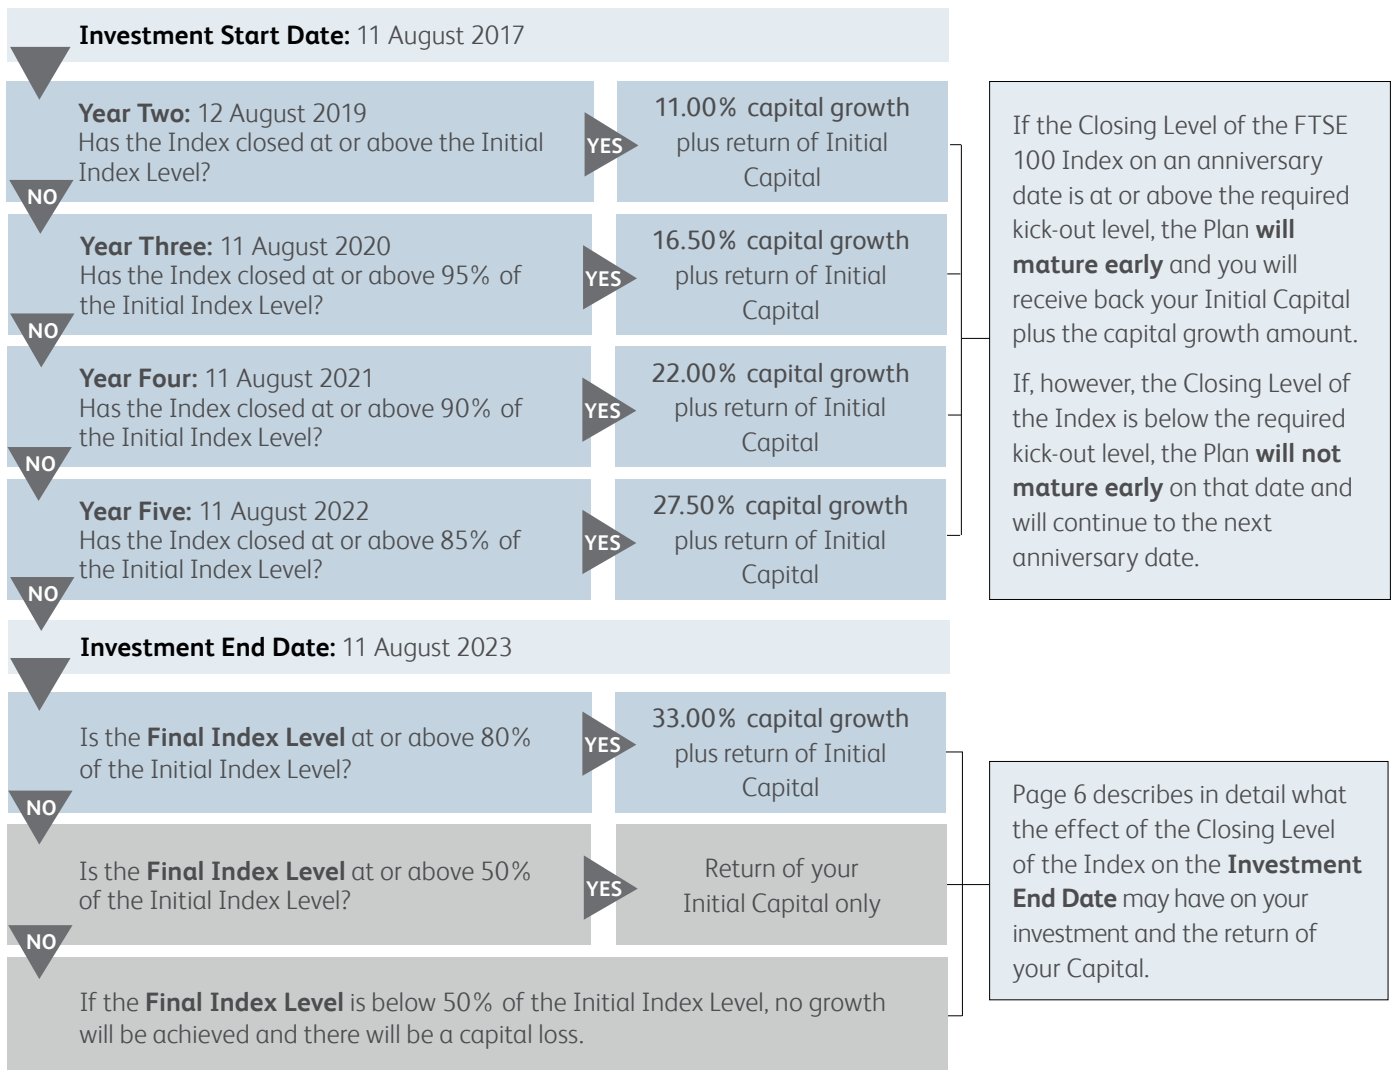 Investment Start Date: 11 August 2017
Year Two: 12 August 2019
Has the Index closed at or above the Initial
Index Level?
YES
11.00% capital growth
plus return of Initial
Capital
NO
Year Three: 11 August 2020
Has the Index closed at or above 95% of
the Initial Index Level?
YES
16.50% capital growth
plus return of Initial
Capital
NO
Year Four: 11 August 2021
Has the Index closed at or above 90% of
the Initial Index Level?
YES
22.00% capital growth
plus return of Initial
Capital
NO
Year Five: 11 August 2022
Has the Index closed at or above 85% of
the Initial Index Level?
YES
27.50% capital growth
plus return of Initial
Capital
NO
If the Closing Level of the FTSE
100 Index on an anniversary
date is at or above the required
kick-out level, the Plan will
mature early and you will
receive back your Initial Capital
plus the capital growth amount.
If, however, the Closing Level of
the Index is below the required
kick-out level, the Plan will not
mature early on that date and
will continue to the next
anniversary date.
Investment End Date: 11 August 2023
Is the Final Index Level at or above 80%
of the Initial Index Level?
YES
33.00% capital growth
plus return of Initial
Capital
NO
Is the Final Index Level at or above 50%
of the Initial Index Level?
YES
Return of your
Initial Capital only
NO
If the Final Index Level is below 50% of the Initial Index Level, no growth
will be achieved and there will be a capital loss.
Page 6 describes in detail what
the effect of the Closing Level
of the Index on the Investment
End Date may have on your
investment and the return of
your Capital.